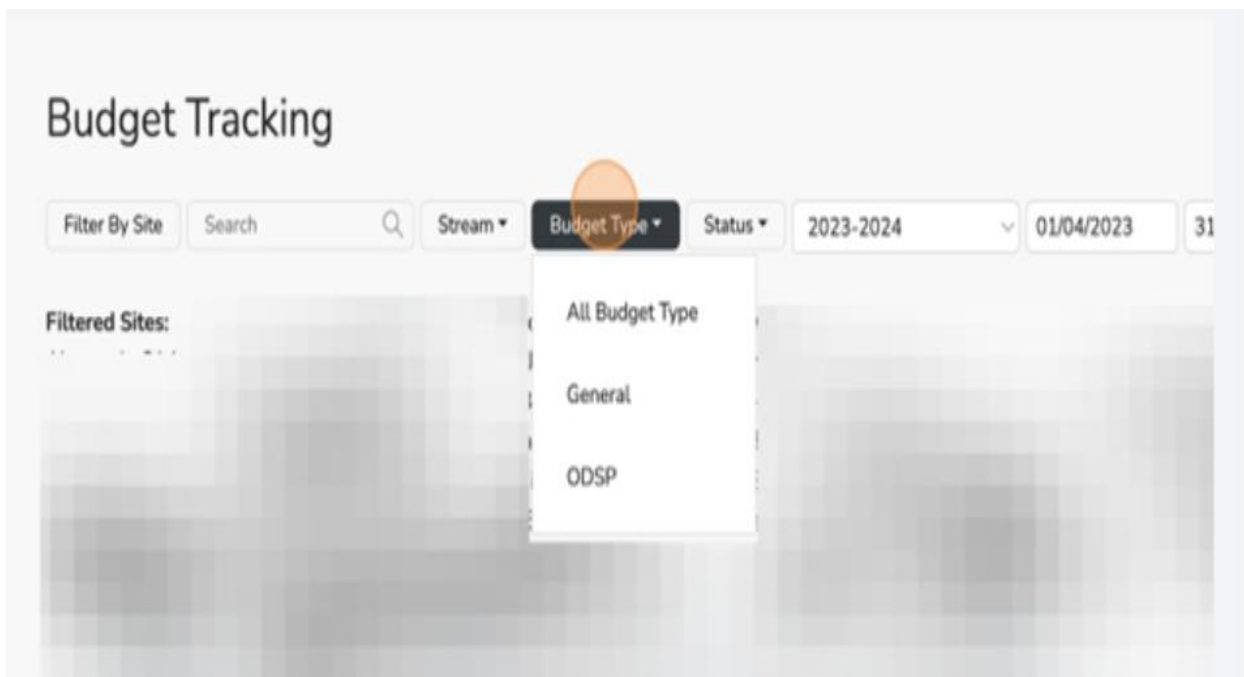 Budget Tracking
Filter By Site Search Stream Budget Type Status 2023-2024 01/04/2023 31
Filtered Sites:
All Budget Type
General
ODSP